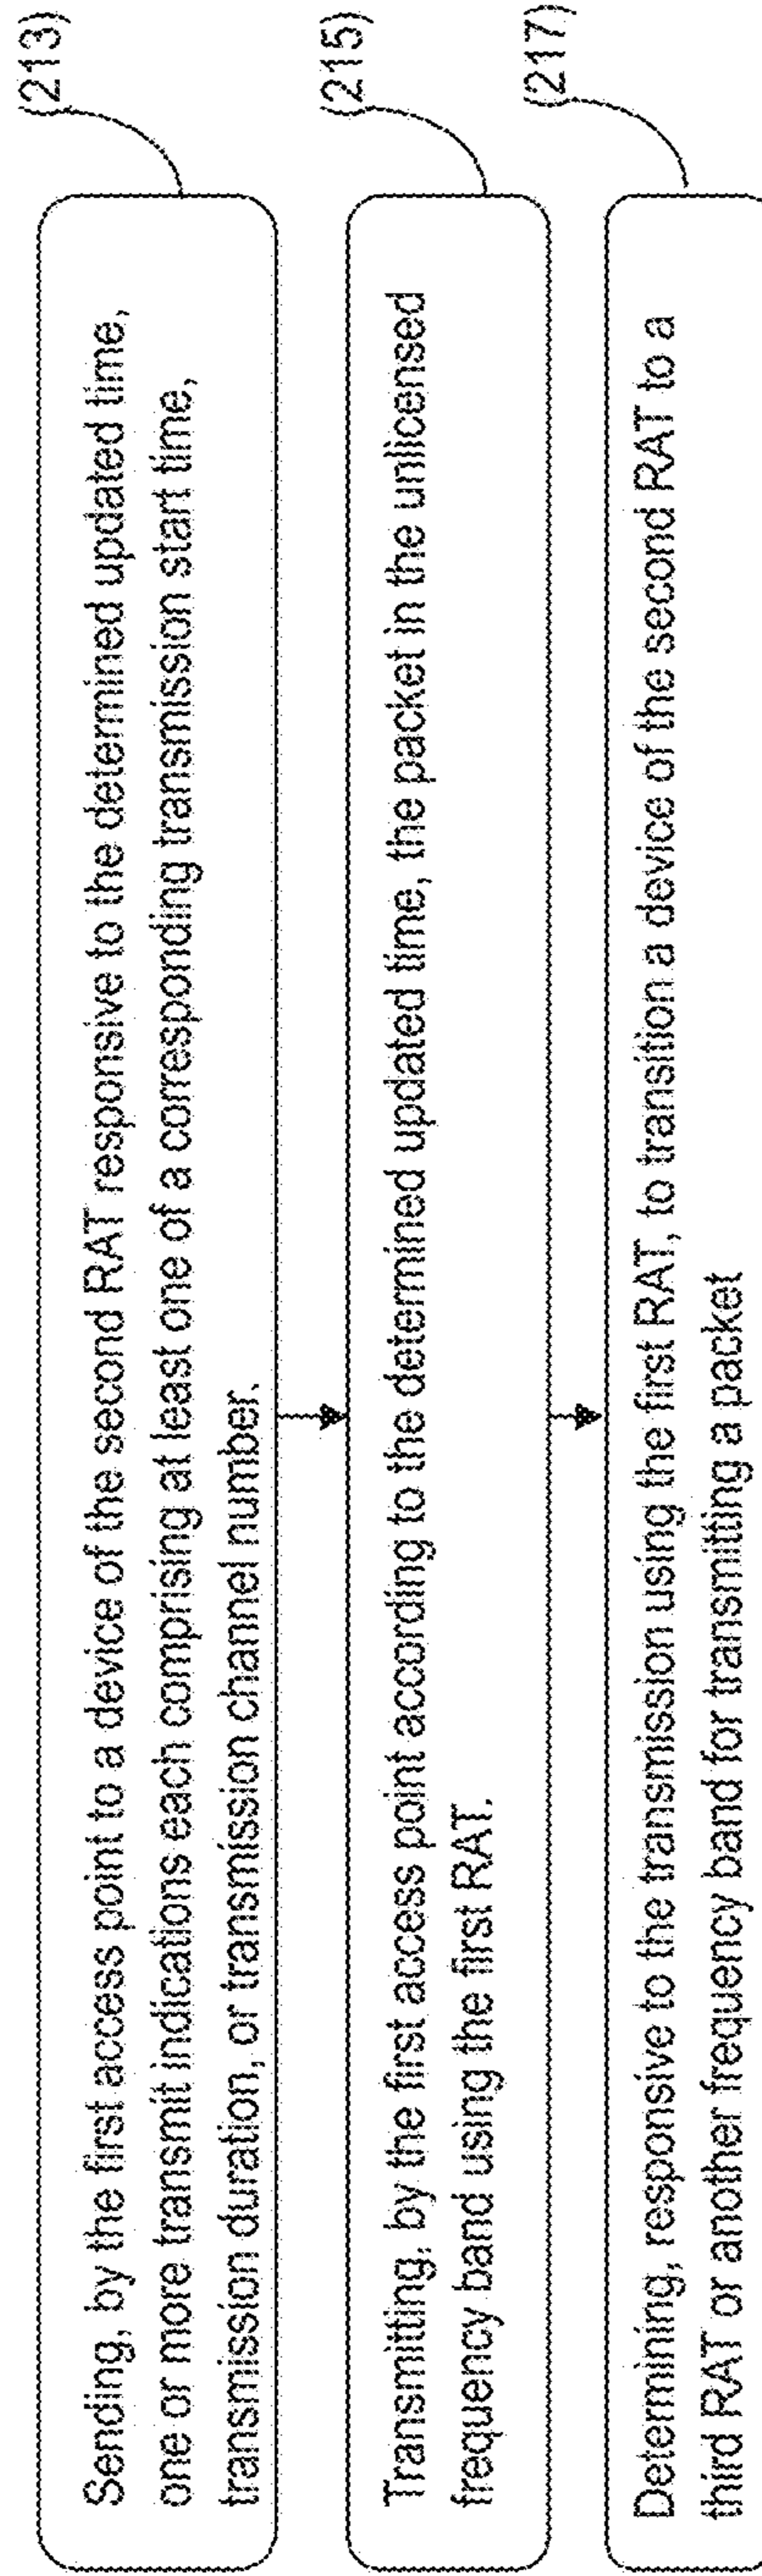 Sending, by the first access point to a device of the second RAT responsive to the determined updated time,
one or more transmit indications each comprising at least one of a corresponding transmission start time,
transmission duration, or transmission channel number.
(213)
Transmitting, by the first access point according to the determined updated time, the packet in the unlicensed
frequency band using the first RAT.
(215)
Determining, responsive to the transmission using the first RAT, to transition a device of the second RAT to a
third RAT or another frequency band for transmitting a packet
(217)